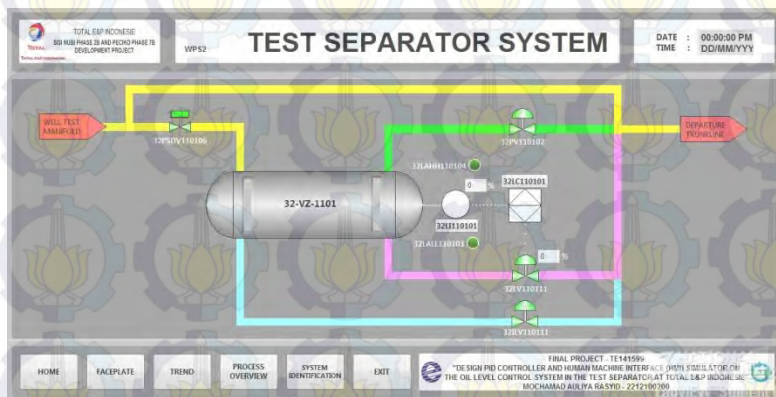 TOTAL
TOTAL E&P INDONESIE
SISI NUBI PHASE 2B AND PECIKO PHASE 7B
DEVELOPMENT PROJECT
WPS2
TEST SEPARATOR SYSTEM
DATE : 00:00:00 PM
TIME : DD/MM/YYY
WELL TEST
MANIFOLD
32PSDV110106
32PV110102
DEPARTURE
TRUNKLINE
32LAHH110104
0 %
32LC110101
32-VZ-1101
32LI110101
32LALL110103
0 %
32LV110111
HOME
FACEPLATE
TREND
PROCESS
OVERVIEW
SYSTEM
IDENTIFICATION
EXIT
FINAL PROJECT - TE141599
"DESIGN PID CONTROLLER AND HUMAN MACHINE INTERFACE (HMI) SIMULATOR ON
THE OIL LEVEL CONTROL SYSTEM IN THE TEST SEPARATOR AT TOTAL E&P INDONESIE
MOCHAMAD AULIYA RASYID - 2212100200